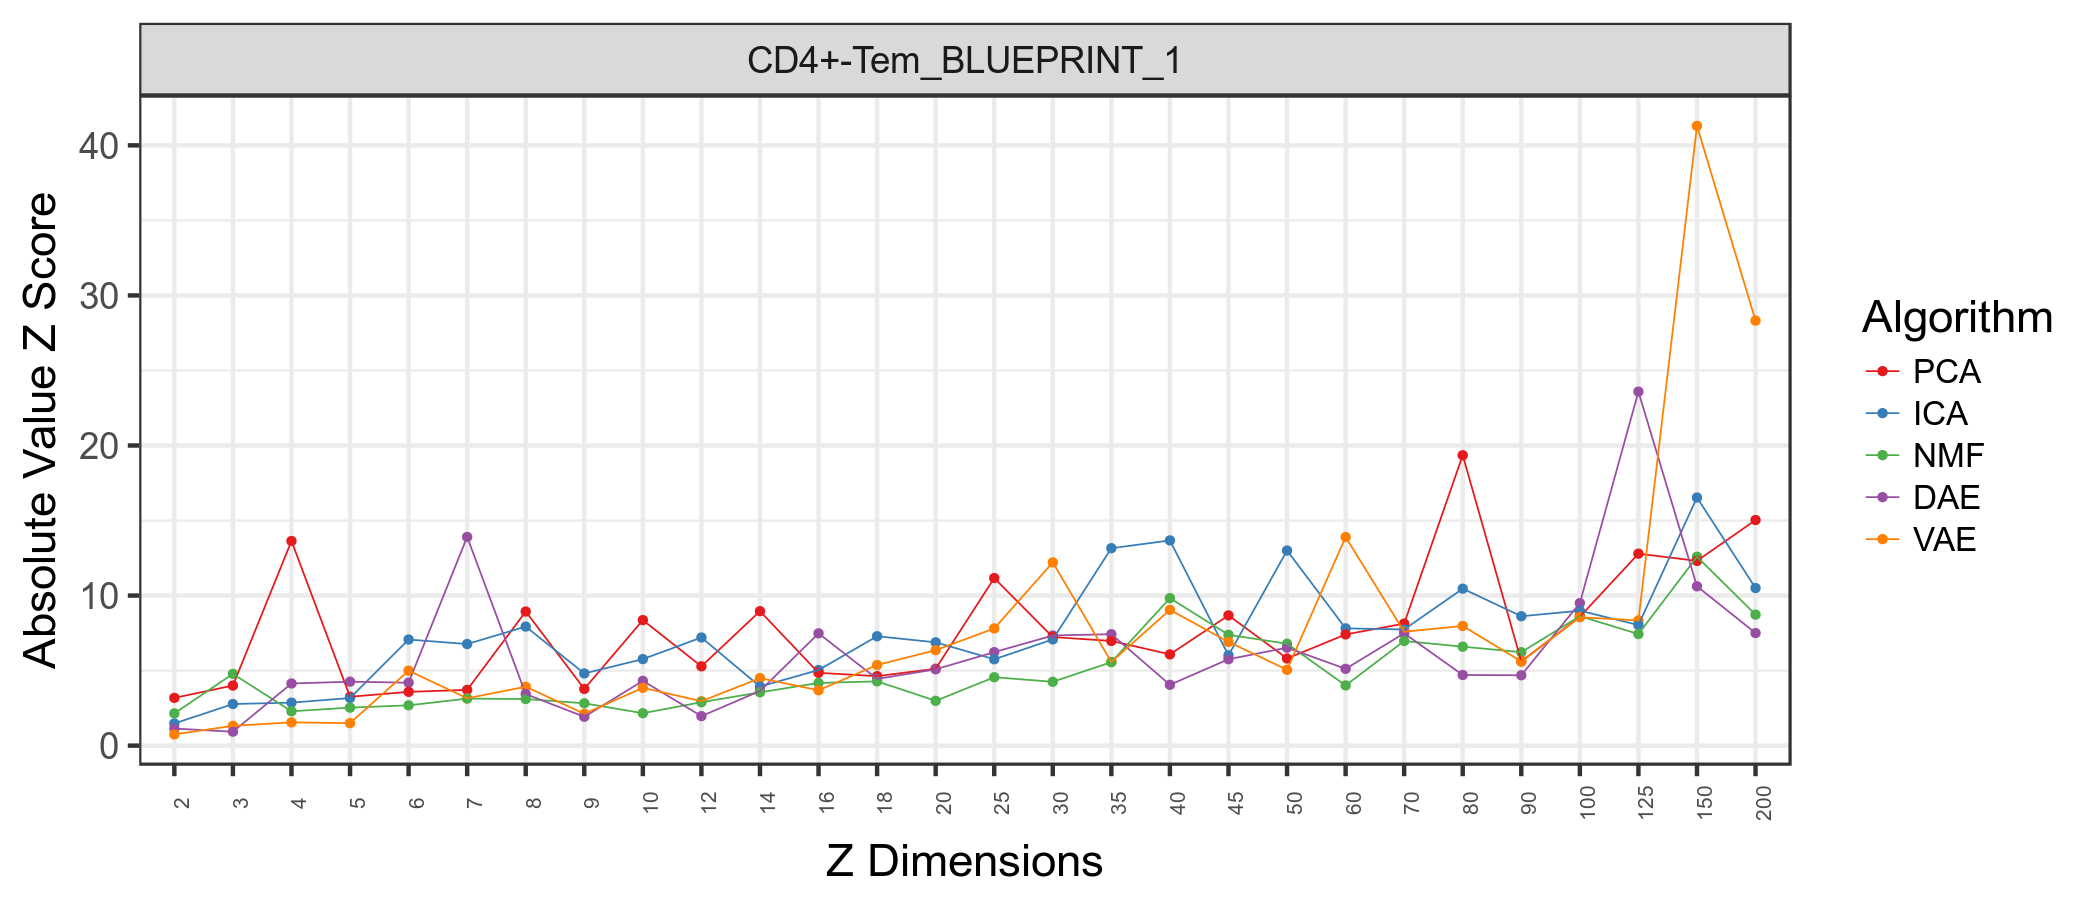 CD4+-Tem_BLUEPRINT_1
Absolute Value Z Score
40
30
20
10
0
2 3 4 5 6 7 8 9 10 12 14 16 18 20 25 30 35 40 45 50 60 70 80 90 100 125 150 200
Z Dimensions
Algorithm
PCA
ICA
NMF
DAE
VAE